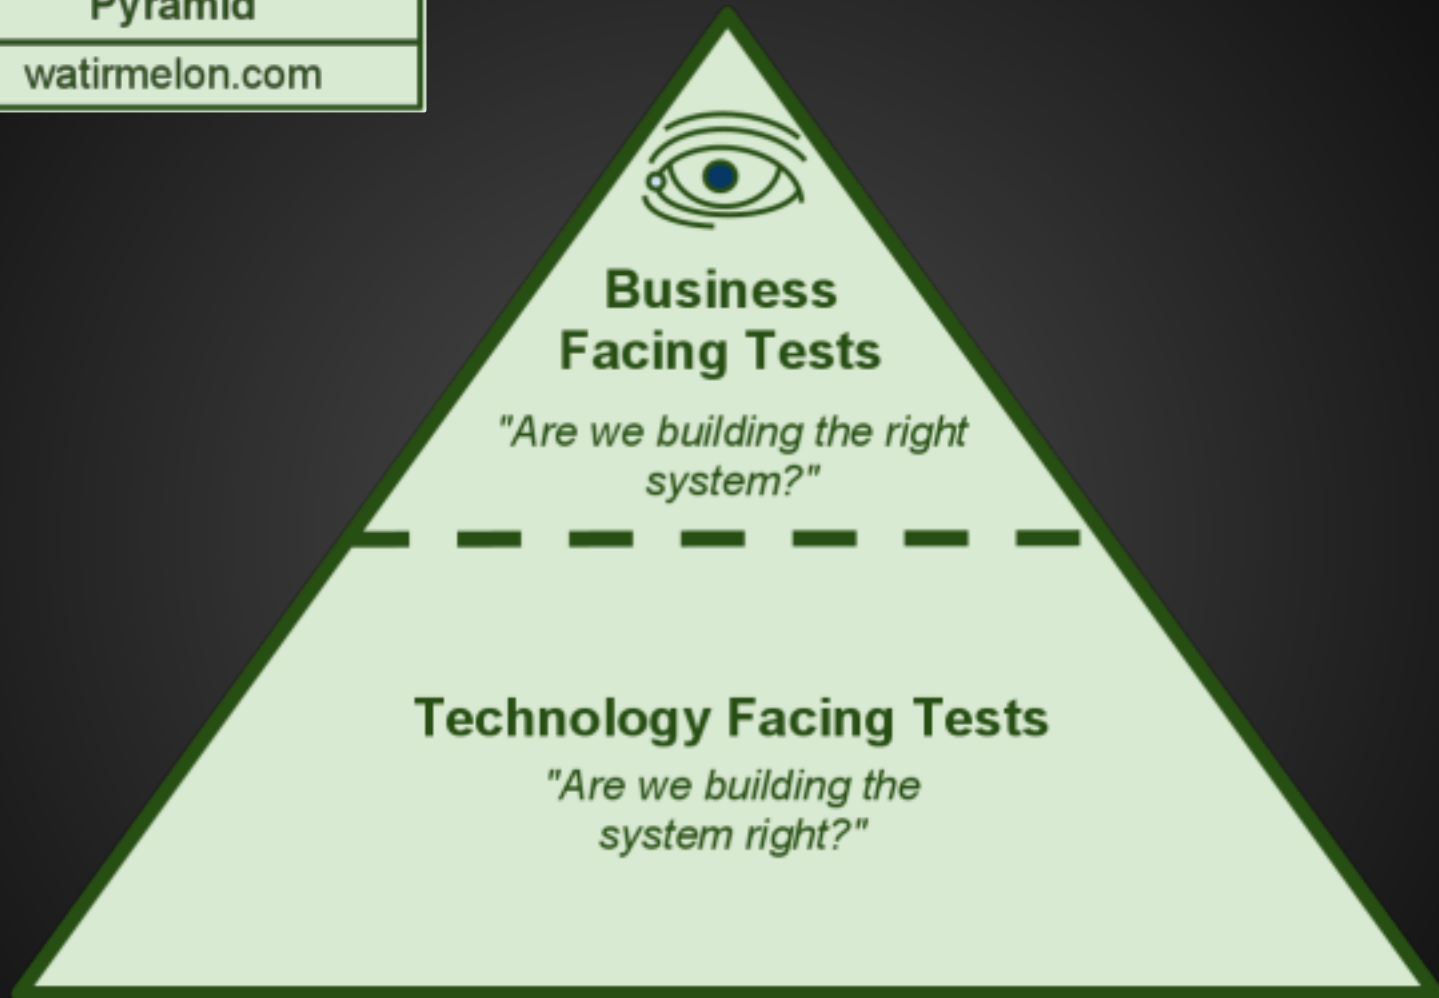 Pyramid
watirmelon.com
Business
Facing Tests
"Are we building the right
system?"
Technology Facing Tests
"Are we building the
system right?"